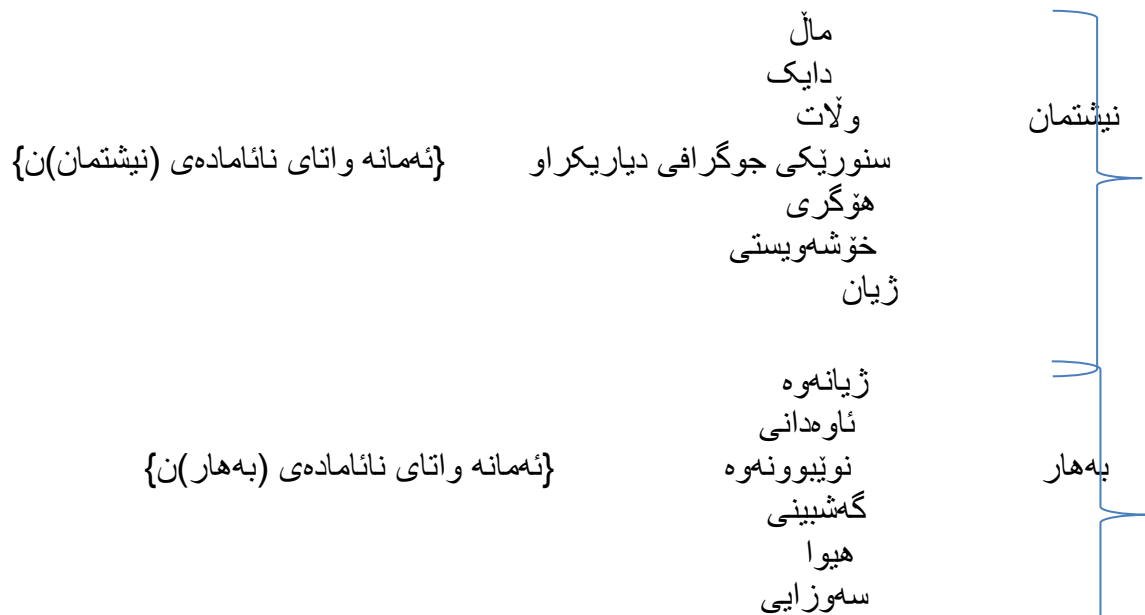 ماڵ
دایک
نیشتمان وڵات
سنورێکی جوگرافی دیاریکراو {ئەمانە واتای نائامادەی (نیشتمان)ن}
هۆگری
خۆشەویستی
ژیان
ژیانەوە
ئاوەدانی
بەهار نوێبوونەوە {ئەمانە واتای نائامادەی (بەهار)ن}
گەشبینی
هیوا
سەوزایی